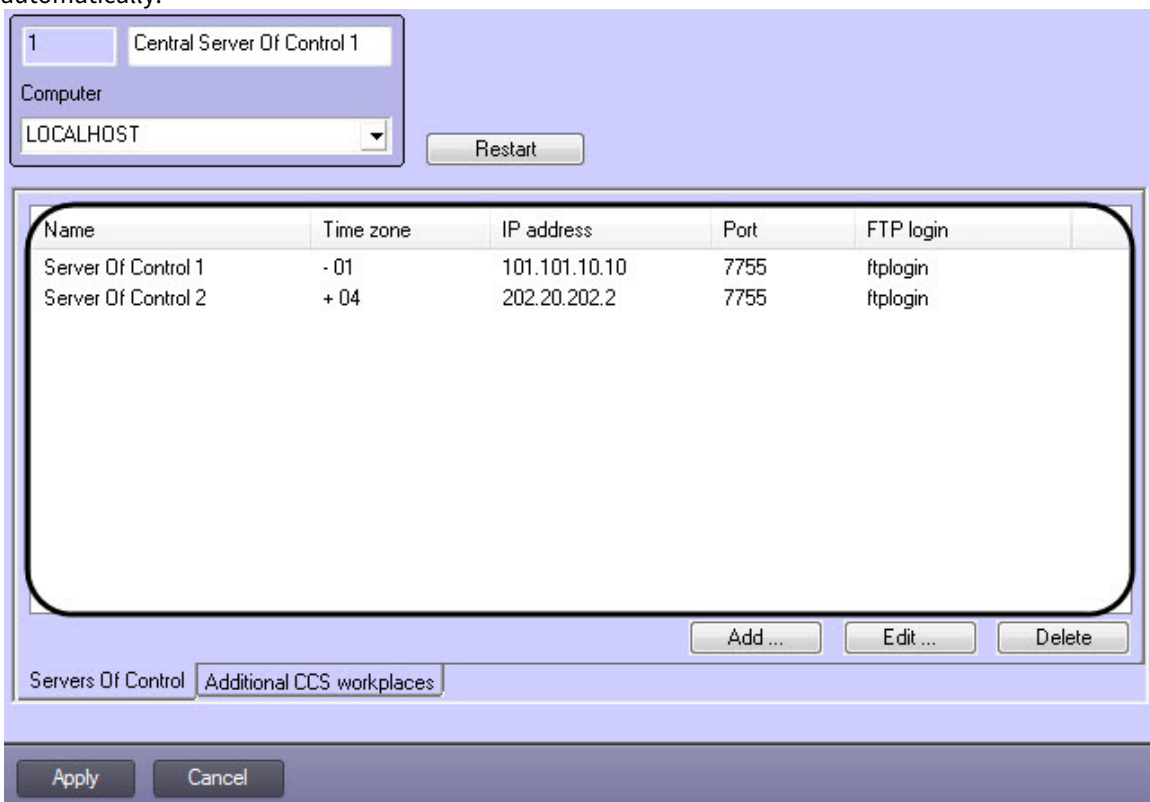 automatically.
1 Central Server Of Control 1
Computer
LOCALHOST
Restart
Name Time zone IP address Port FTP login
Server Of Control 1 - 01 101.101.10.10 7755 ftplogin
Server Of Control 2 + 04 202.20.202.2 7755 ftplogin
Add ... Edit ... Delete
Servers Of Control Additional CCS workplaces
Apply Cancel